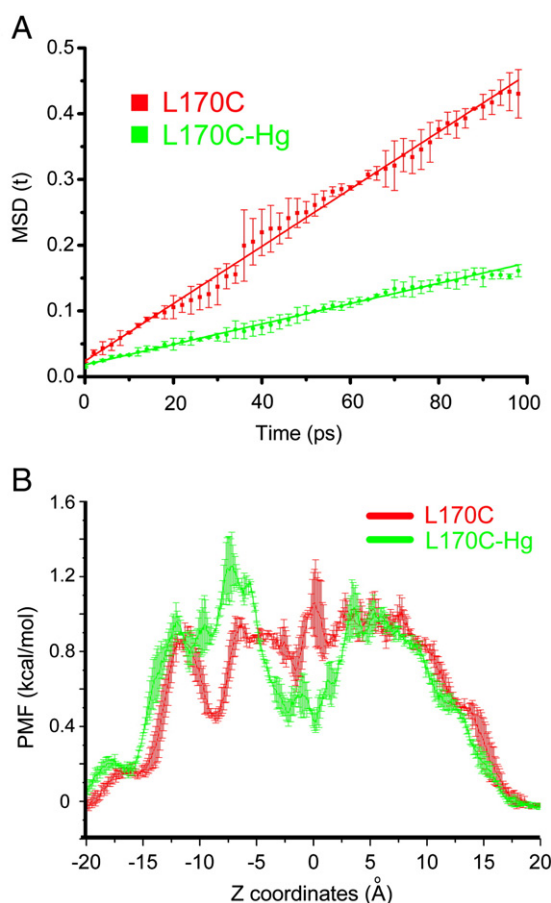 A
0.5
0.4
0.3
0.2
0.1
0.0
MSD (t)
L170C
L170C-Hg
0 20 40 60 80 100
Time (ps)
B
1.6
1.2
0.8
0.4
0
PMF (kcal/mol)
L170C
L170C-Hg
-20 -15 -10 -5 0 5 10 15 20
Z coordinates (Å)